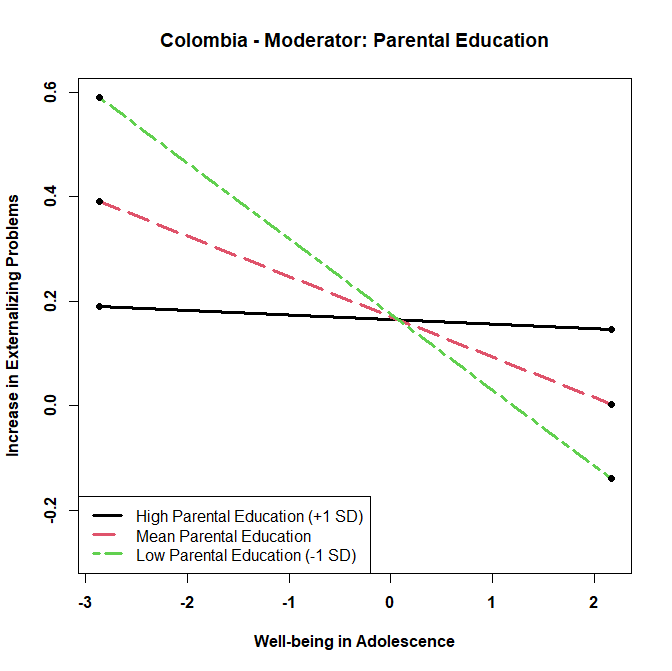 Colombia - Moderator: Parental Education
Increase in Externalizing Problems
0.6
0.4
0.2
0.0
-0.2
High Parental Education (+1 SD)
Mean Parental Education
Low Parental Education (-1 SD)
-3 -2 -1 0 1 2
Well-being in Adolescence